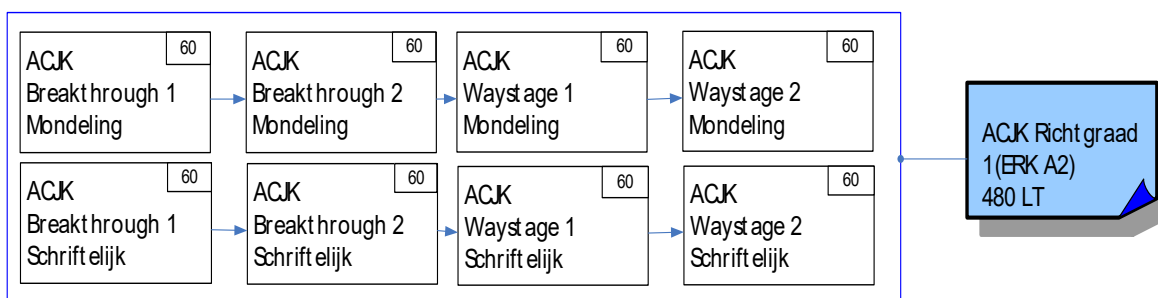 60
ACJK
Breakthrough 1
Mondeling
60
ACJK
Breakthrough 2
Mondeling
60
ACJK
Waystage 1
Mondeling
60
ACJK
Waystage 2
Mondeling
60
ACJK
Breakthrough 1
Schriftelijk
60
ACJK
Breakthrough 2
Schriftelijk
60
ACJK
Waystage 1
Schriftelijk
60
ACJK
Waystage 2
Schriftelijk
ACJK Richtgraad
1(ERK A2)
480 LT